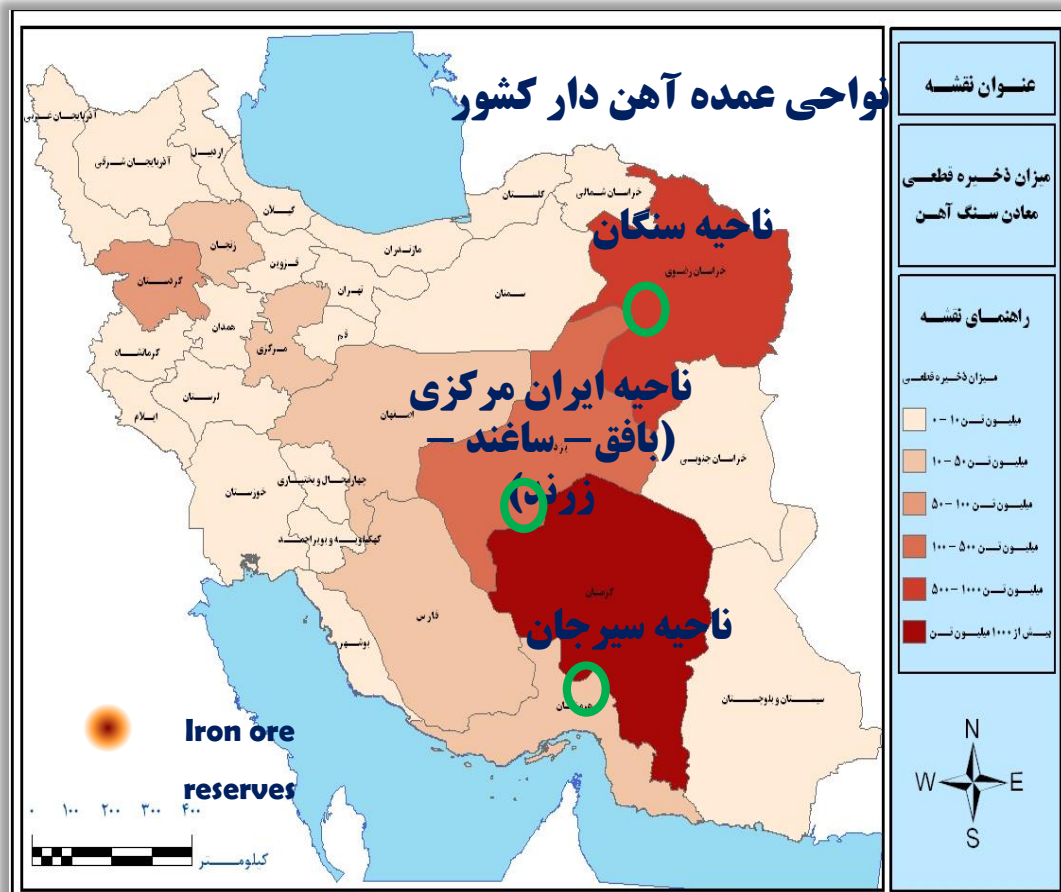 نواحی عمده آهن دار کشور
عنوان نقشه
میزان ذخیره قطعی
معادن سنگ آهن
راهنمای نقشه
میزان ذخیره قطعی
۰ – ۱۰ میلیون تن
۱۰ – ۵۰ میلیون تن
۵۰ – ۱۰۰ میلیون تن
۱۰۰ – ۵۰۰ میلیون تن
۵۰۰ – ۱۰۰۰ میلیون تن
بیش از ۱۰۰۰ میلیون تن
N
W
E
S
آذربایجان غربی
آذربایجان شرقی
اردبیل
گیلان
زنجان
کردستان
قزوین
مازندران
گلستان
خراسان شمالی
ناحیه سنگان
خراسان رضوی
سمنان
تهران
قم
همدان
مرکزی
کرمانشاه
لرستان
ایلام
اصفهان
ناحیه ایران مرکزی
(بافق – ساغند –
زرند)
یزد
خراسان جنوبی
چهارمحال و بختیاری
خوزستان
کهگیلویه و بویراحمد
فارس
کرمان
بوشهر
ناحیه سیرجان
هرمزگان
سیستان و بلوچستان
Iron ore
reserves
۰ ۱۰۰ ۲۰۰ ۳۰۰ ۴۰۰
کیلومتر